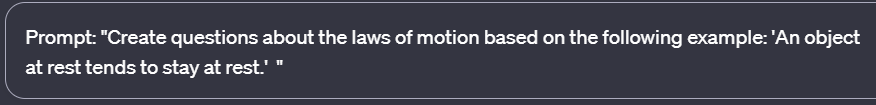 Prompt: "Create questions about the laws of motion based on the following example: 'An object
at rest tends to stay at rest.' "